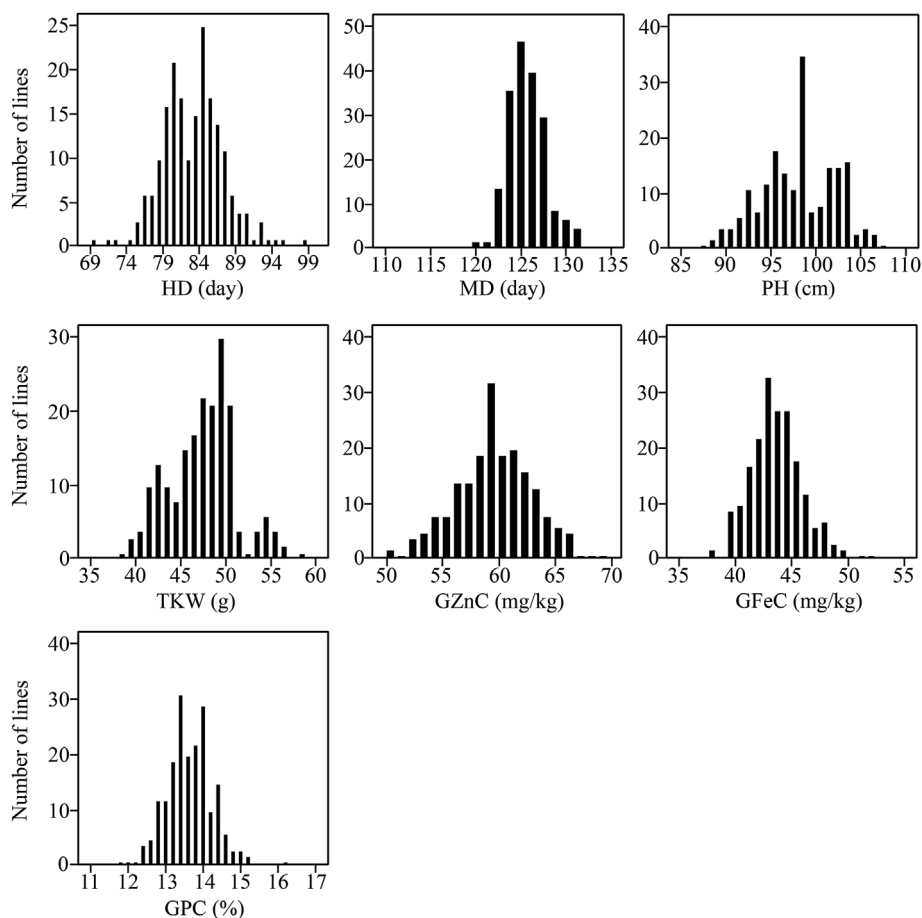 Number of lines
25
20
15
10
5
0
69 74 79 84 89 94 99
HD (day)
50
40
30
20
10
0
110 115 120 125 130 135
MD (day)
40
30
20
10
0
85 90 95 100 105 110
PH (cm)
Number of lines
30
20
10
0
35 40 45 50 55 60
TKW (g)
40
30
20
10
0
50 55 60 65 70
GZnC (mg/kg)
40
30
20
10
0
35 40 45 50 55
GFeC (mg/kg)
Number of lines
40
30
20
10
0
11 12 13 14 15 16 17
GPC (%)